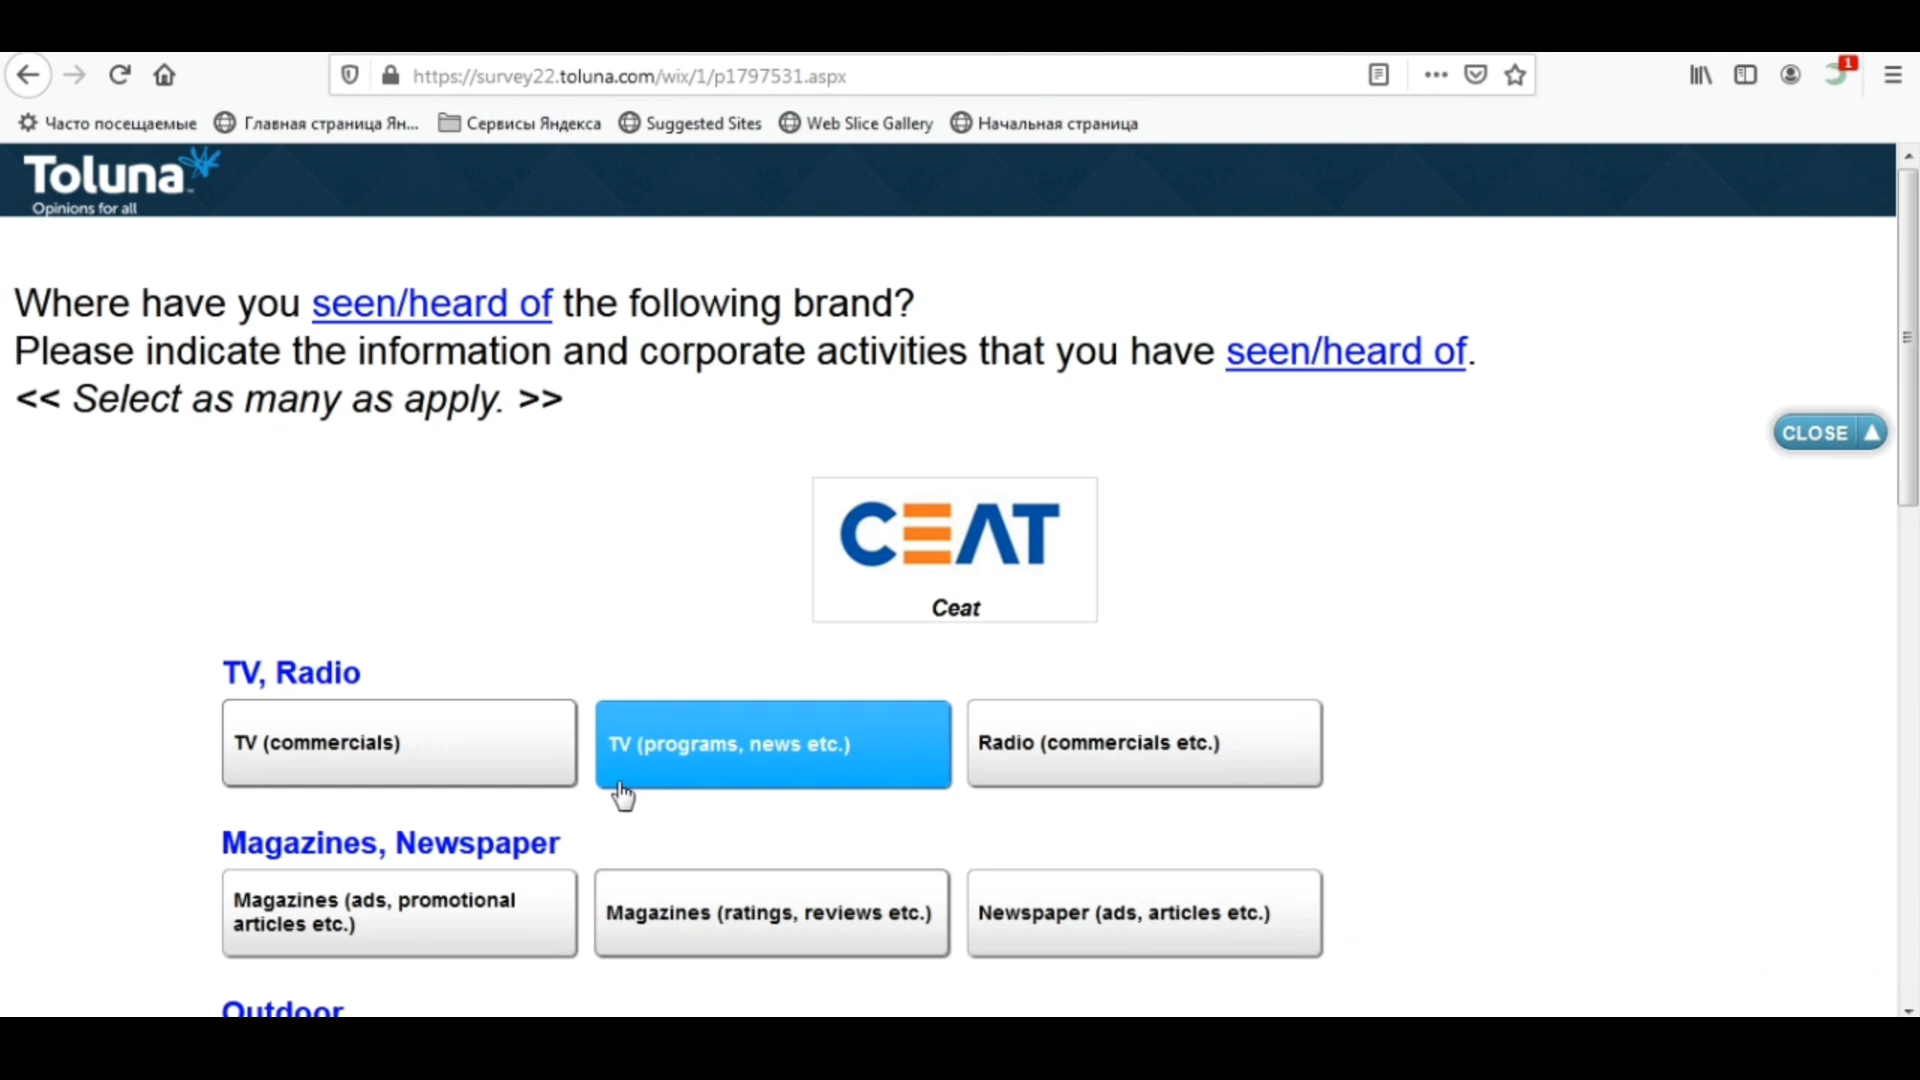 https://survey22.toluna.com/wix/1/p1797531.aspx
1
Часто посещаемые Главная страница Ян... Сервисы Яндекса Suggested Sites Web Slice Gallery Начальная страница
Toluna
Opinions for all
Where have you seen/heard of the following brand?
Please indicate the information and corporate activities that you have seen/heard of.
<< Select as many as apply. >>
CLOSE
CEAT
Ceat
TV, Radio
TV (commercials) TV (programs, news etc.) Radio (commercials etc.)
Magazines, Newspaper
Magazines (ads, promotional
articles etc.)
Magazines (ratings, reviews etc.) Newspaper (ads, articles etc.)
Outdoor